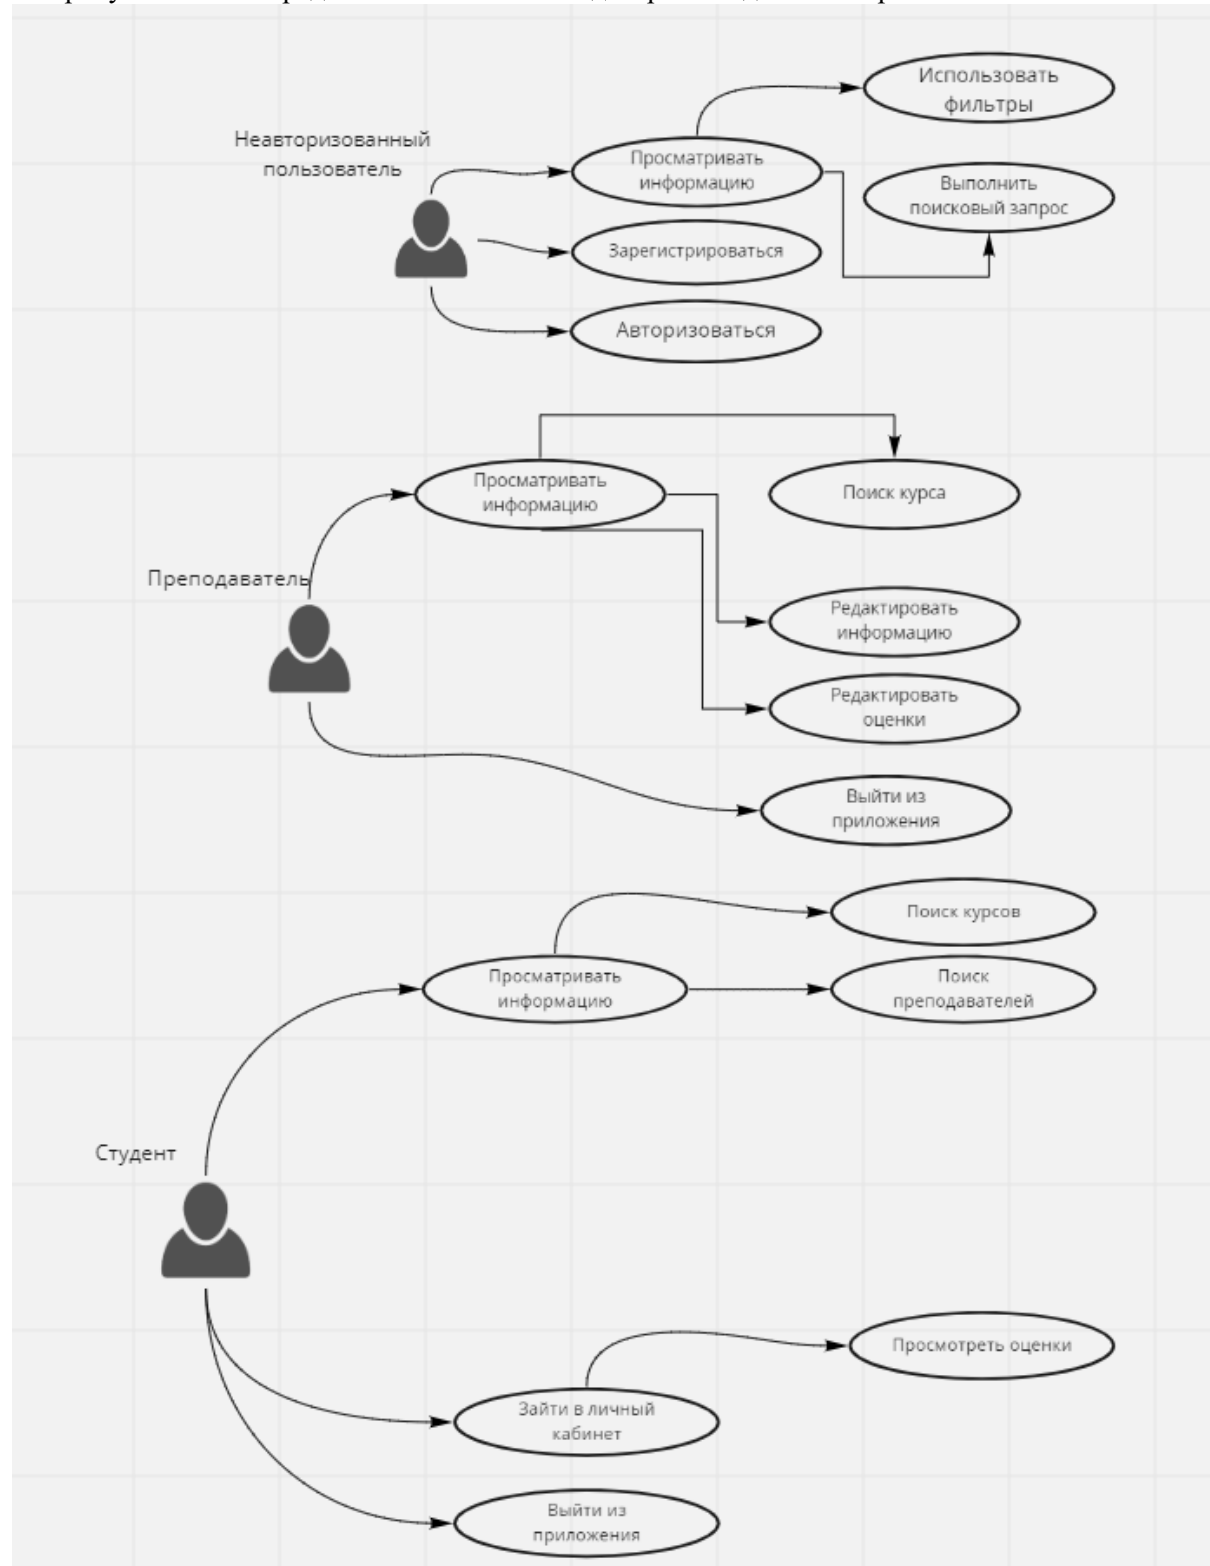 Использовать
фильтры
Неавторизованный
пользователь
Просматривать
информацию
Выполнить
поисковый запрос
Зарегистрироваться
Авторизоваться
Просматривать
информацию
Поиск курса
Преподаватель
Редактировать
информацию
Редактировать
оценки
Выйти из
приложения
Поиск курсов
Просматривать
информацию
Поиск
преподавателей
Студент
Просмотреть оценки
Зайти в личный
кабинет
Выйти из
приложения